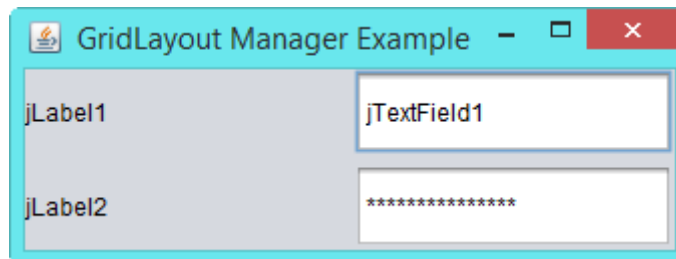 GridLayout Manager Example
jLabel1 jTextField1
jLabel2 ***************